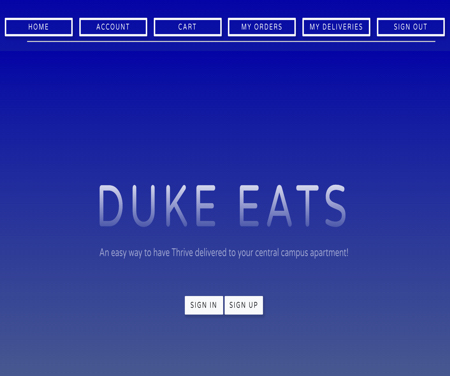 HOME ACCOUNT CART MY ORDERS MY DELIVERIES SIGN OUT
DUKE EATS
An easy way to have Thrive delivered to your central campus apartment!
SIGN IN SIGN UP